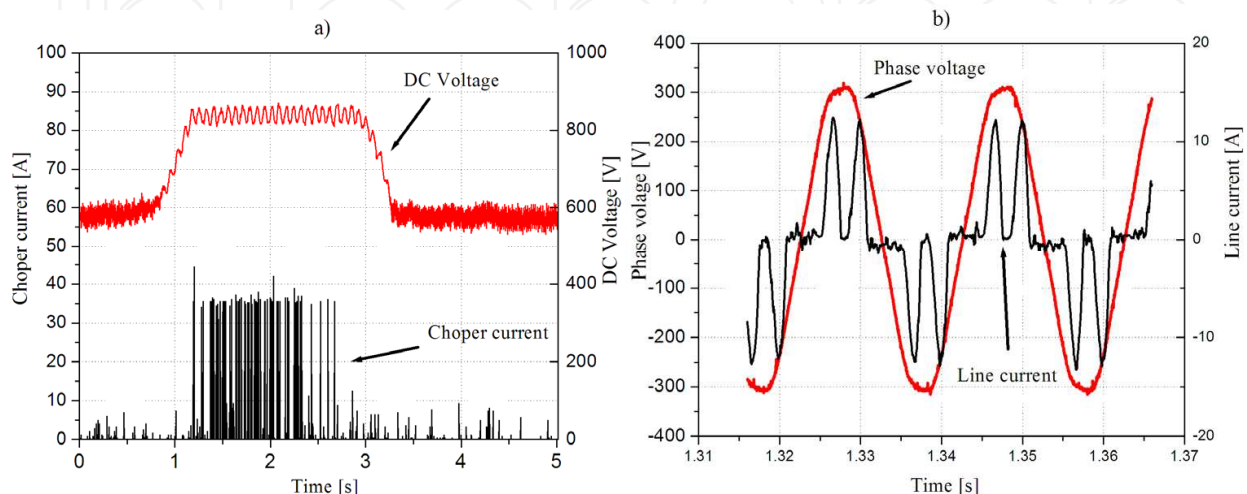 a)
Choper current [A]
100
90
80
70
60
50
40
30
20
10
0
DC Voltage
Choper current
1000
800
600
400
200
0
DC Voltage [V]
0 1 2 3 4 5
Time [s]
b)
Phase volage [V]
400
300
200
100
0
-100
-200
-300
-400
Phase voltage
Line current
20
10
0
-10
-20
Line current [A]
1.31 1.32 1.33 1.34 1.35 1.36 1.37
Time [s]